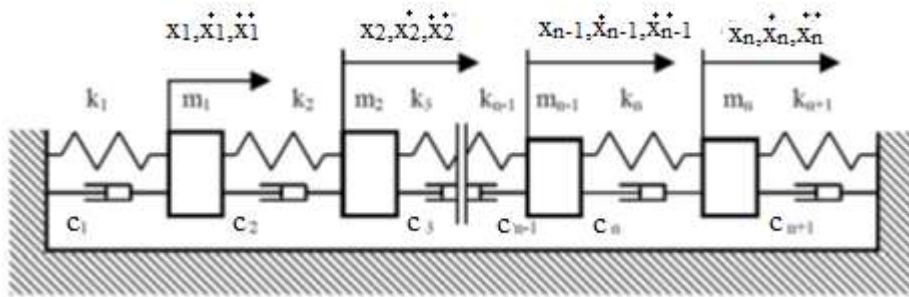 x1,ẋ1,ẍ1 x2,ẋ2,ẍ2 xn-1,ẋn-1,ẍn-1 xn,ẋn,ẍn
k1 m1 k2 m2 k3 kn-1 mn-1 kn mn kn+1
c1 c2 c3 cn-1 cn cn+1